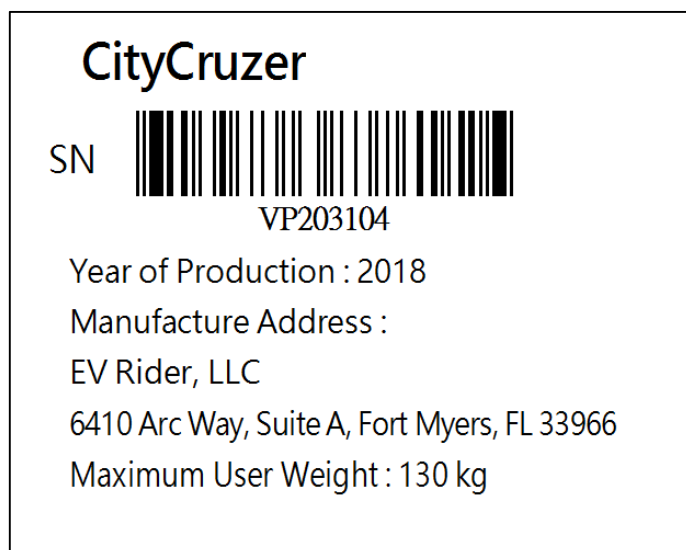 CityCruzer
SN
VP203104
Year of Production : 2018
Manufacture Address :
EV Rider, LLC
6410 Arc Way, Suite A, Fort Myers, FL 33966
Maximum User Weight : 130 kg